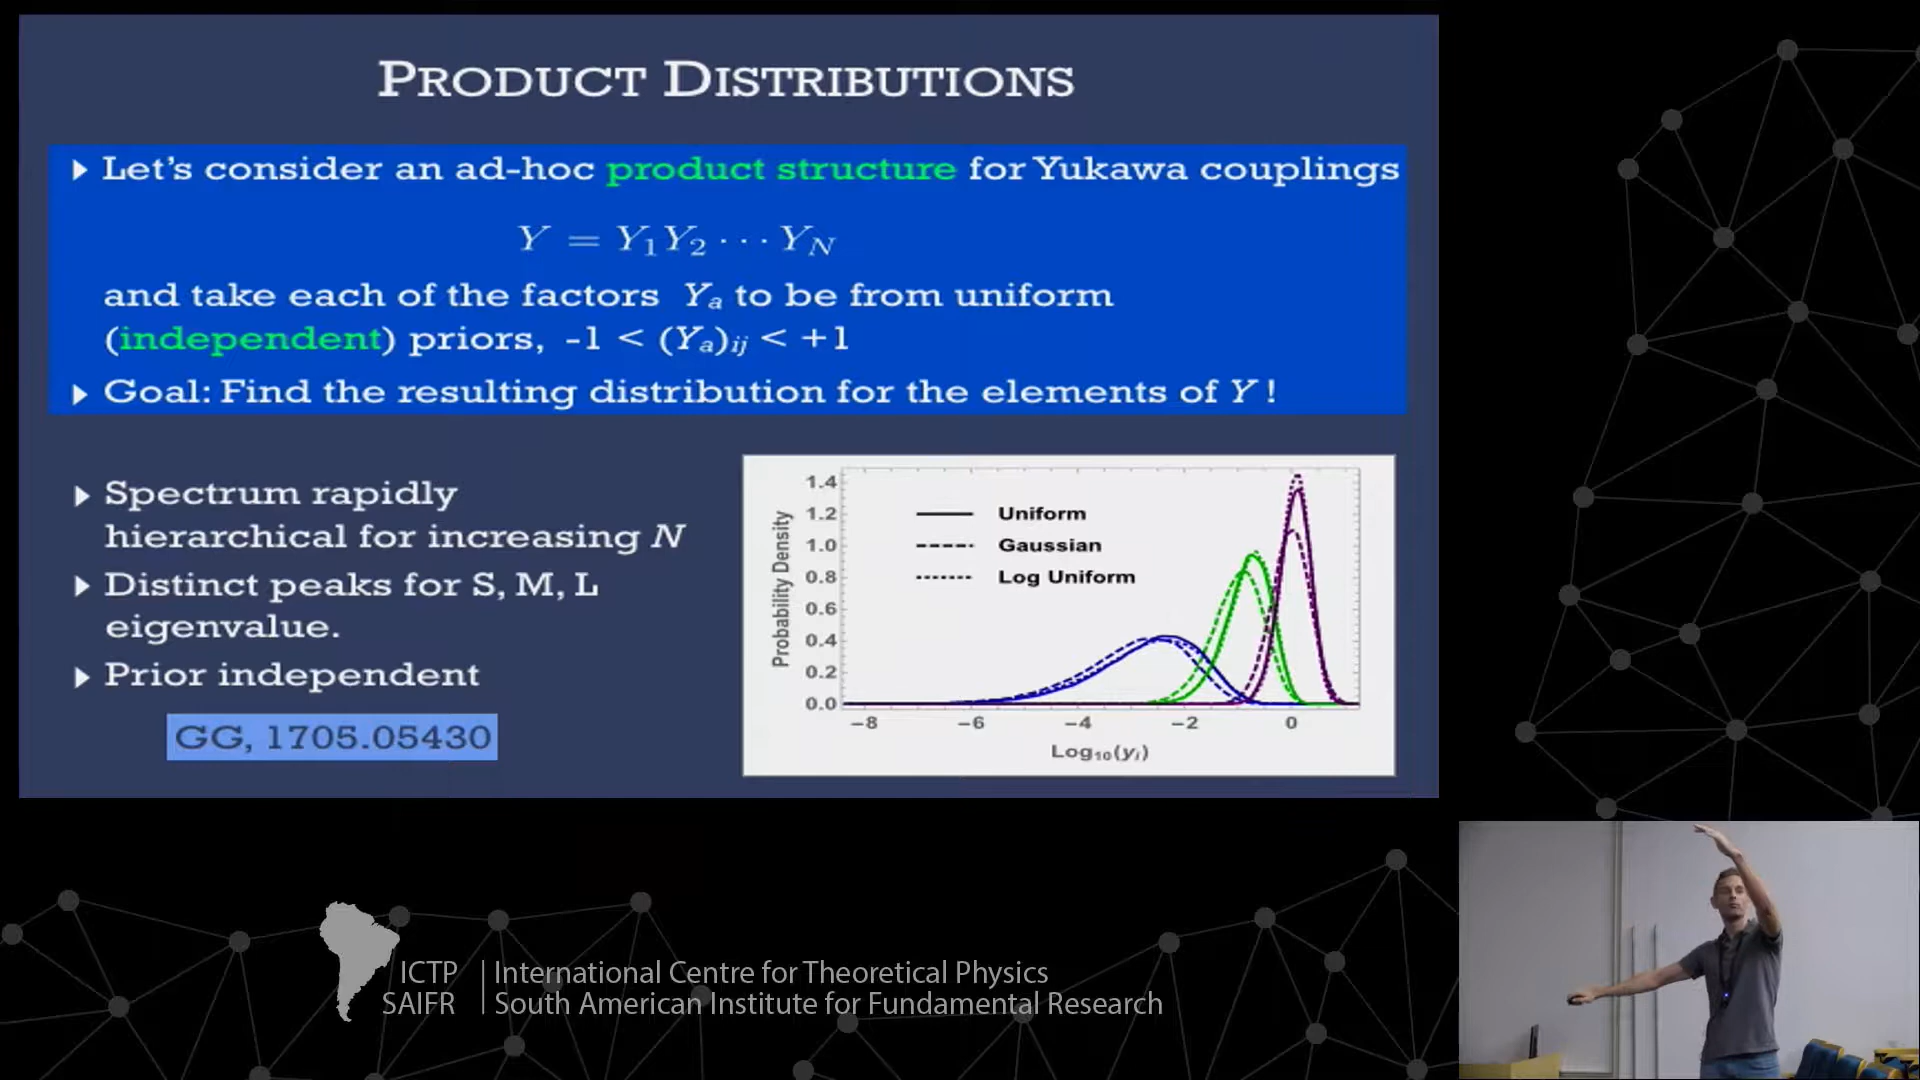 PRODUCT DISTRIBUTIONS
Let's consider an ad-hoc product structure for Yukawa couplings
Y = Y₁Y₂ ⋯ Y_N
and take each of the factors Yₐ to be from uniform
(independent) priors, -1 < (Yₐ)ᵢⱼ < +1
Goal: Find the resulting distribution for the elements of Y !
Spectrum rapidly
hierarchical for increasing N
Distinct peaks for S, M, L
eigenvalue.
Prior independent
GG, 1705.05430
Probability Density
1.4
1.2
1.0
0.8
0.6
0.4
0.2
0.0
Uniform
Gaussian
Log Uniform
−8 −6 −4 −2 0
Log₁₀(yᵢ)
ICTP
SAIFR
International Centre for Theoretical Physics
South American Institute for Fundamental Research